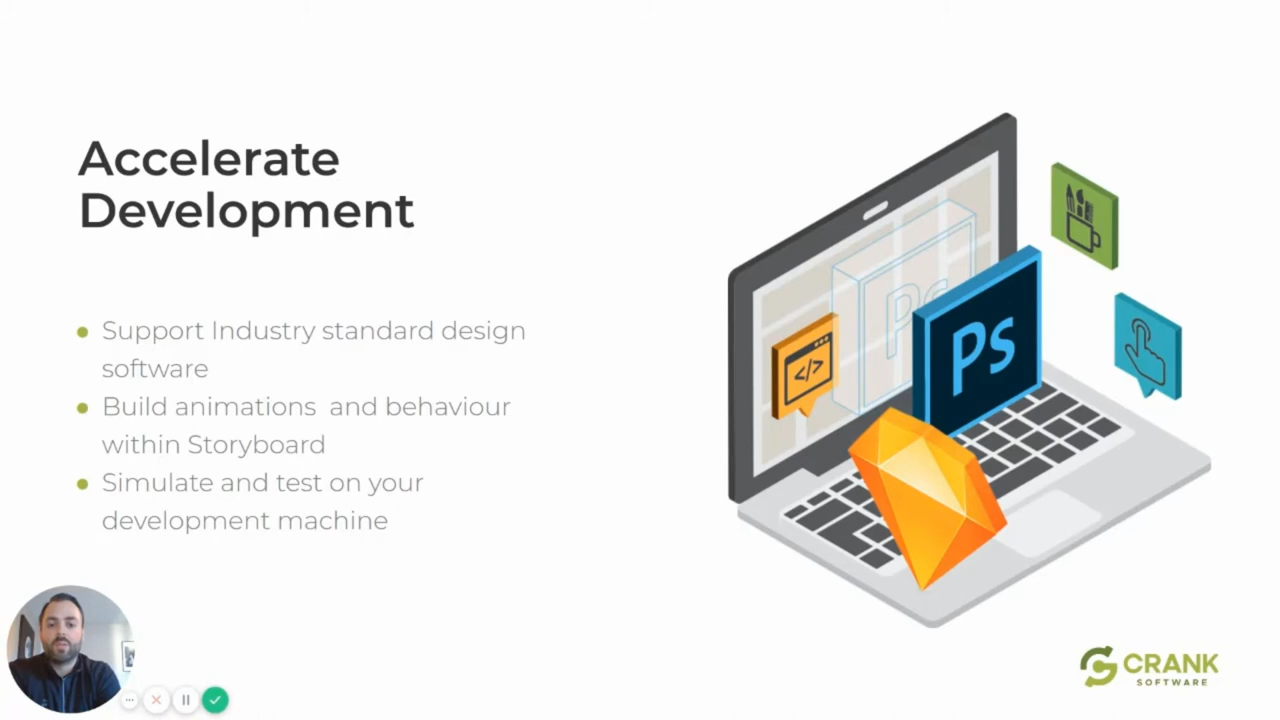 Accelerate
Development
Support Industry standard design
software
Build animations and behaviour
within Storyboard
Simulate and test on your
development machine
Ps
Ps
</>
CRANK
SOFTWARE